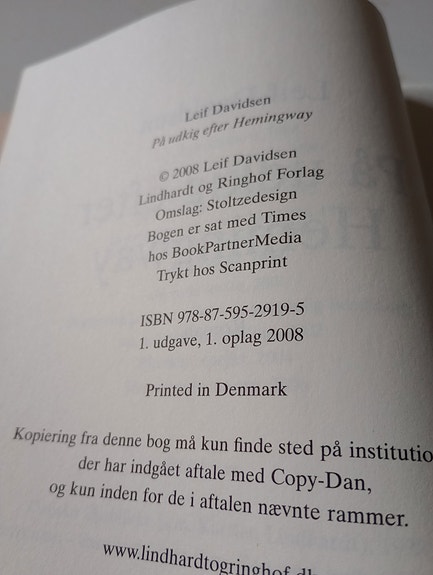 Leif Davidsen
På udkig efter Hemingway
© 2008 Leif Davidsen
Lindhardt og Ringhof Forlag
Omslag: Stoltzedesign
Bogen er sat med Times
hos BookPartnerMedia
Trykt hos Scanprint
ISBN 978-87-595-2919-5
1. udgave, 1. oplag 2008
Printed in Denmark
Kopiering fra denne bog må kun finde sted på institutio
der har indgået aftale med Copy-Dan,
og kun inden for de i aftalen nævnte rammer.
www.lindhardtogringhof.dk